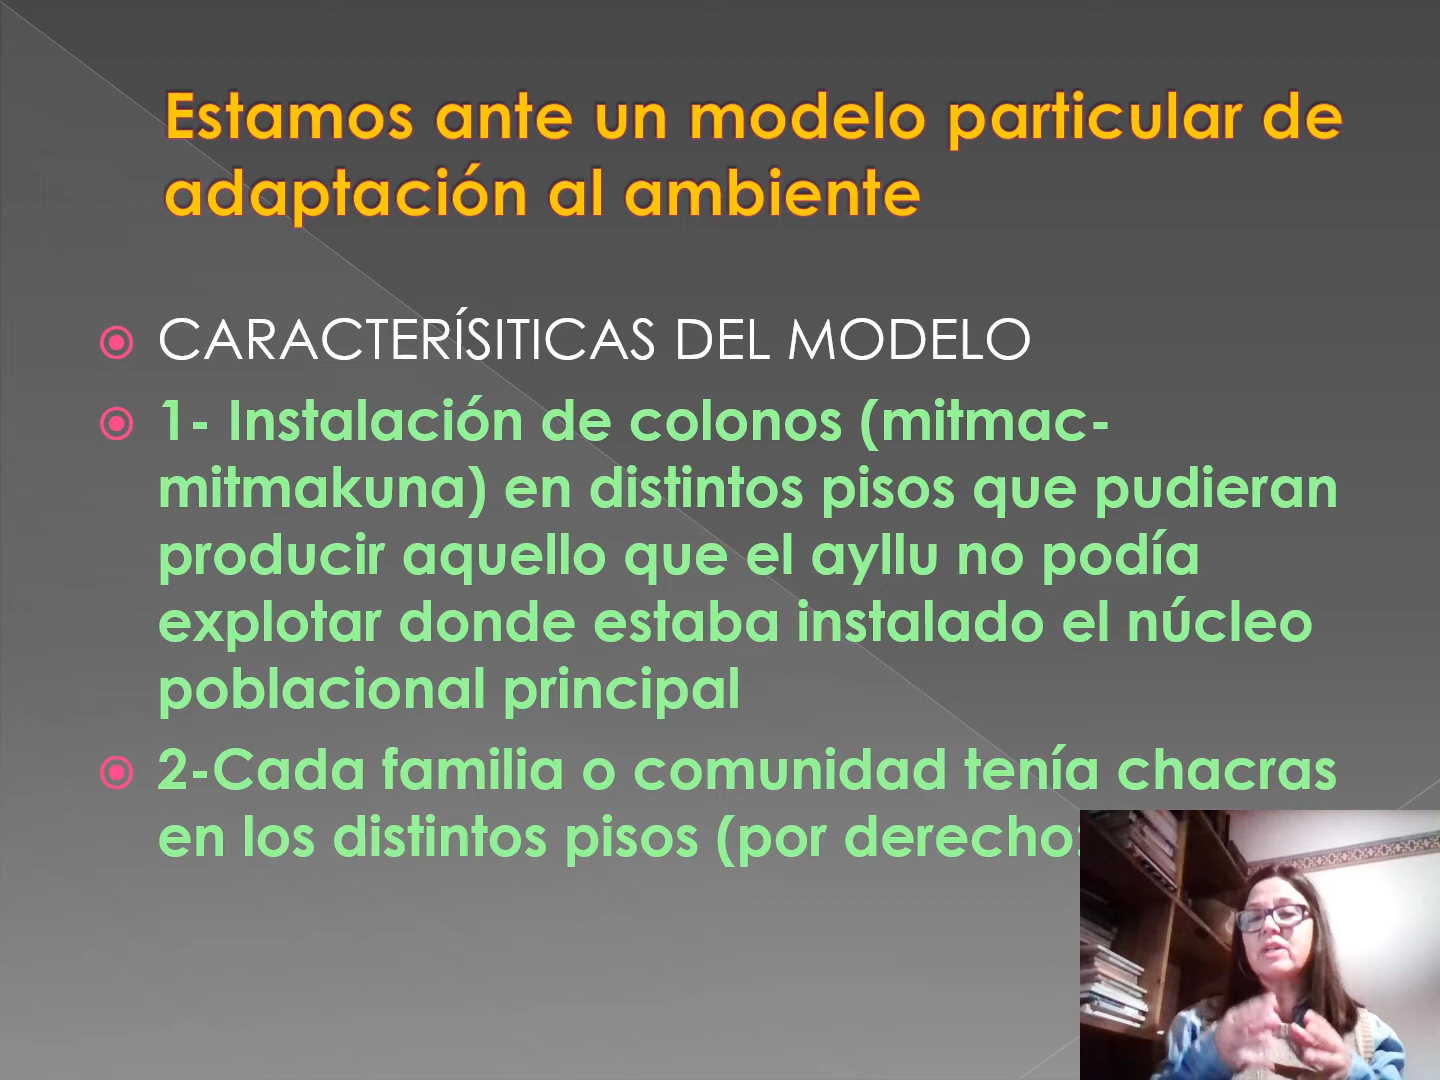 Estamos ante un modelo particular de
adaptación al ambiente
CARACTERÍSITICAS DEL MODELO
1- Instalación de colonos (mitmac-
mitmakuna) en distintos pisos que pudieran
producir aquello que el ayllu no podía
explotar donde estaba instalado el núcleo
poblacional principal
2-Cada familia o comunidad tenía chacras
en los distintos pisos (por derecho: